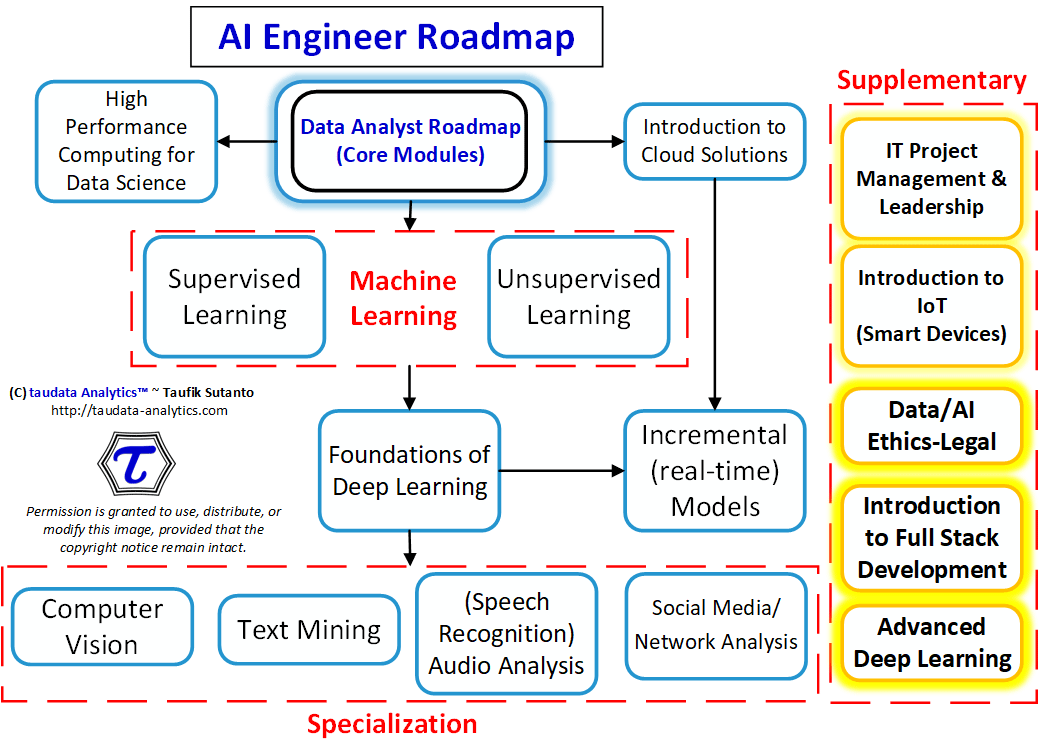 AI Engineer Roadmap
High
Performance
Computing for
Data Science
Data Analyst Roadmap
(Core Modules)
Introduction to
Cloud Solutions
Supervised
Learning
Machine
Learning
Unsupervised
Learning
(C) taudata Analytics™ ~ Taufik Sutanto
http://taudata-analytics.com
τ
Permission is granted to use, distribute, or
modify this image, provided that the
copyright notice remain intact.
Foundations of
Deep Learning
Incremental
(real-time)
Models
Computer
Vision
Text Mining
(Speech
Recognition)
Audio Analysis
Social Media/
Network Analysis
Specialization
Supplementary
IT Project
Management &
Leadership
Introduction to
IoT
(Smart Devices)
Data/AI
Ethics-Legal
Introduction
to Full Stack
Development
Advanced
Deep Learning